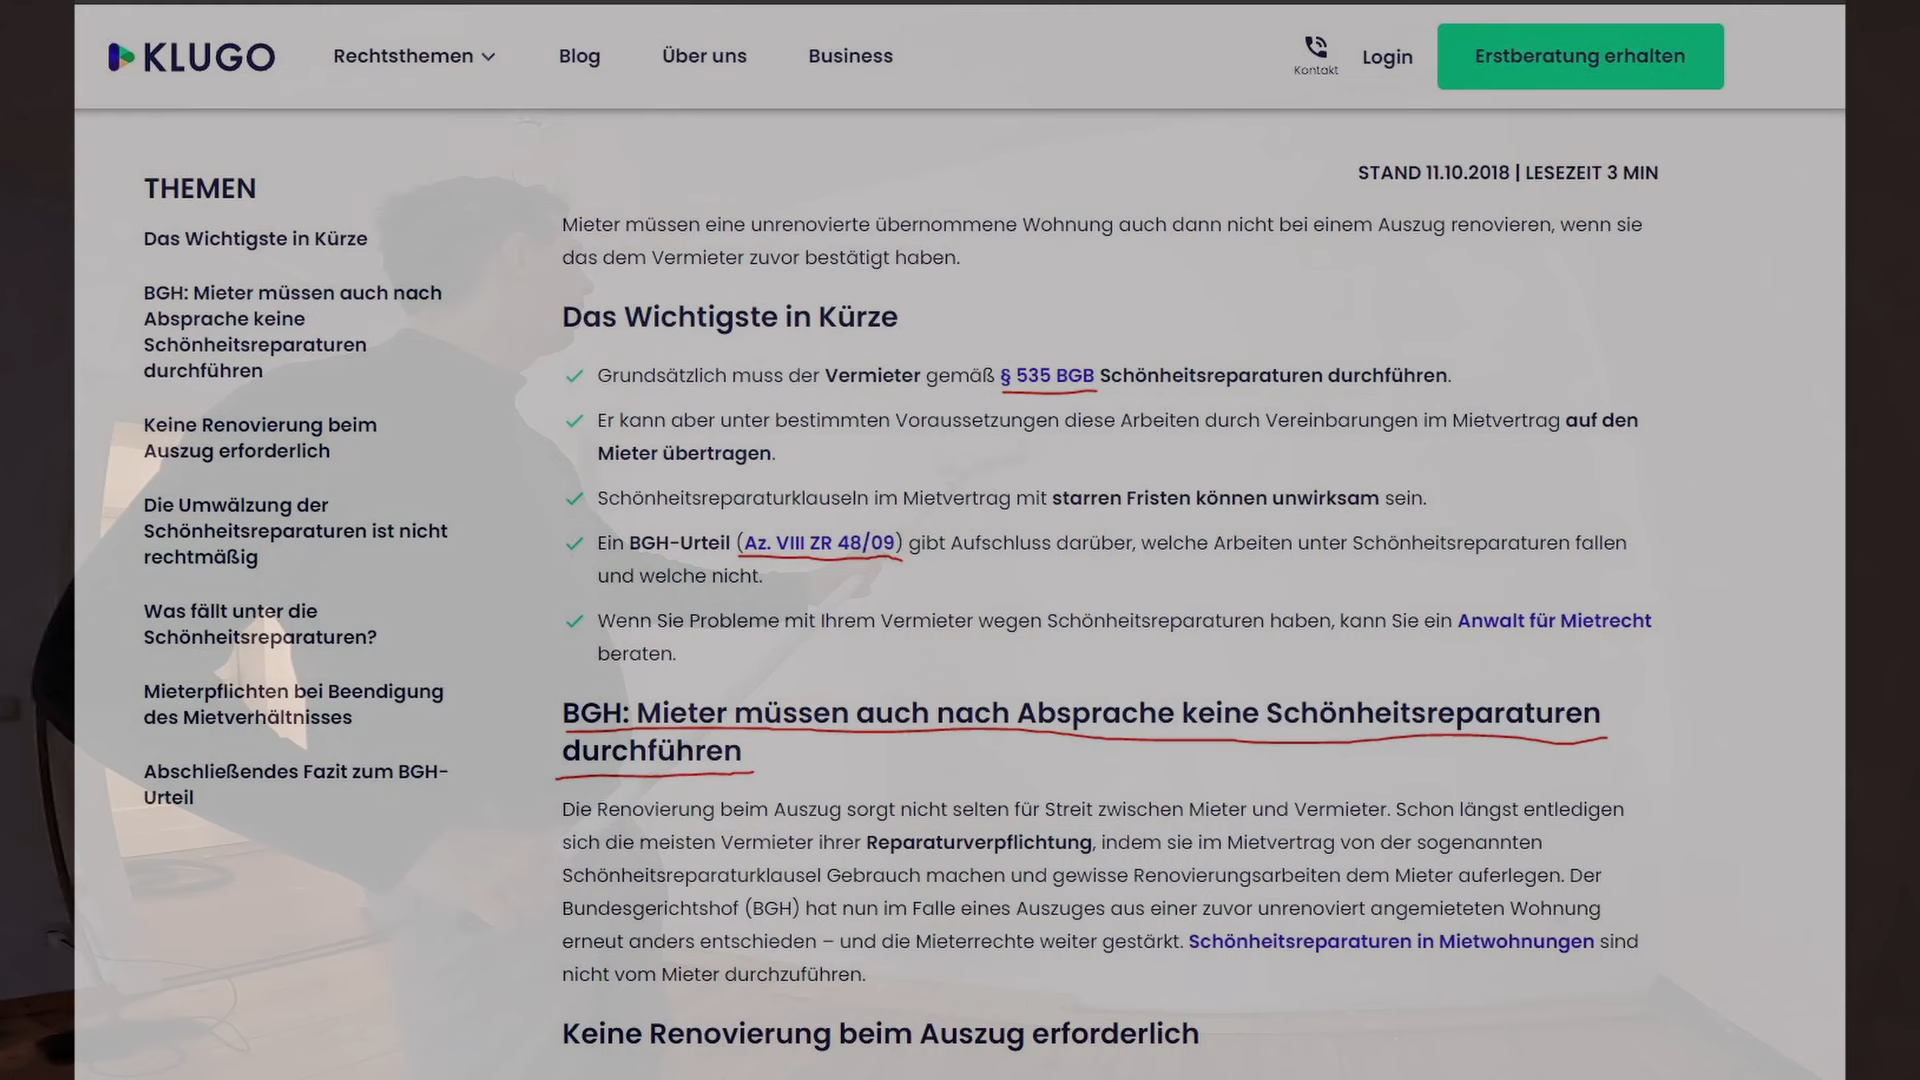 KLUGO
Rechtsthemen
Blog
Über uns
Business
Kontakt
Login
Erstberatung erhalten
THEMEN
Das Wichtigste in Kürze
BGH: Mieter müssen auch nach
Absprache keine
Schönheitsreparaturen
durchführen
Keine Renovierung beim
Auszug erforderlich
Die Umwälzung der
Schönheitsreparaturen ist nicht
rechtmäßig
Was fällt unter die
Schönheitsreparaturen?
Mieterpflichten bei Beendigung
des Mietverhältnisses
Abschließendes Fazit zum BGH-
Urteil
STAND 11.10.2018 | LESEZEIT 3 MIN
Mieter müssen eine unrenovierte übernommene Wohnung auch dann nicht bei einem Auszug renovieren, wenn sie
das dem Vermieter zuvor bestätigt haben.
Das Wichtigste in Kürze
Grundsätzlich muss der Vermieter gemäß § 535 BGB Schönheitsreparaturen durchführen.
Er kann aber unter bestimmten Voraussetzungen diese Arbeiten durch Vereinbarungen im Mietvertrag auf den
Mieter übertragen.
Schönheitsreparaturklauseln im Mietvertrag mit starren Fristen können unwirksam sein.
Ein BGH-Urteil (Az. VIII ZR 48/09) gibt Aufschluss darüber, welche Arbeiten unter Schönheitsreparaturen fallen
und welche nicht.
Wenn Sie Probleme mit Ihrem Vermieter wegen Schönheitsreparaturen haben, kann Sie ein Anwalt für Mietrecht
beraten.
BGH: Mieter müssen auch nach Absprache keine Schönheitsreparaturen
durchführen
Die Renovierung beim Auszug sorgt nicht selten für Streit zwischen Mieter und Vermieter. Schon längst entledigen
sich die meisten Vermieter ihrer Reparaturverpflichtung, indem sie im Mietvertrag von der sogenannten
Schönheitsreparaturklausel Gebrauch machen und gewisse Renovierungsarbeiten dem Mieter auferlegen. Der
Bundesgerichtshof (BGH) hat nun im Falle eines Auszuges aus einer zuvor unrenoviert angemieteten Wohnung
erneut anders entschieden – und die Mieterrechte weiter gestärkt. Schönheitsreparaturen in Mietwohnungen sind
nicht vom Mieter durchzuführen.
Keine Renovierung beim Auszug erforderlich